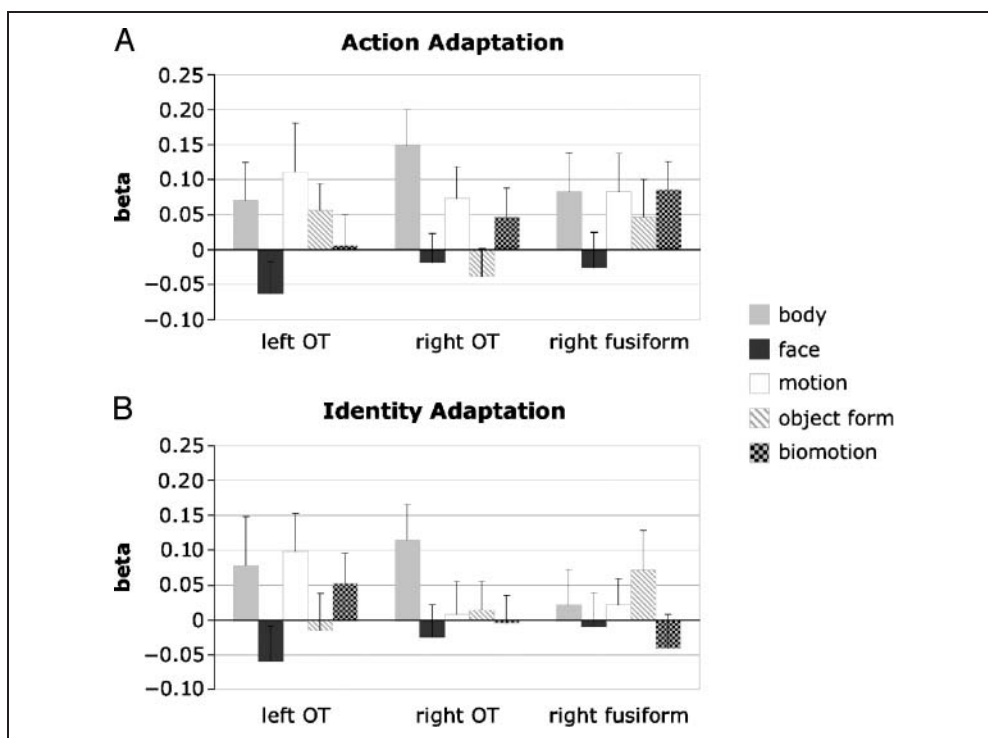 A
Action Adaptation
0.25
0.20
0.15
0.10
0.05
0
−0.05
−0.10
beta
left OT
right OT
right fusiform
B
Identity Adaptation
0.25
0.20
0.15
0.10
0.05
0
−0.05
−0.10
beta
left OT
right OT
right fusiform
body
face
motion
object form
biomotion